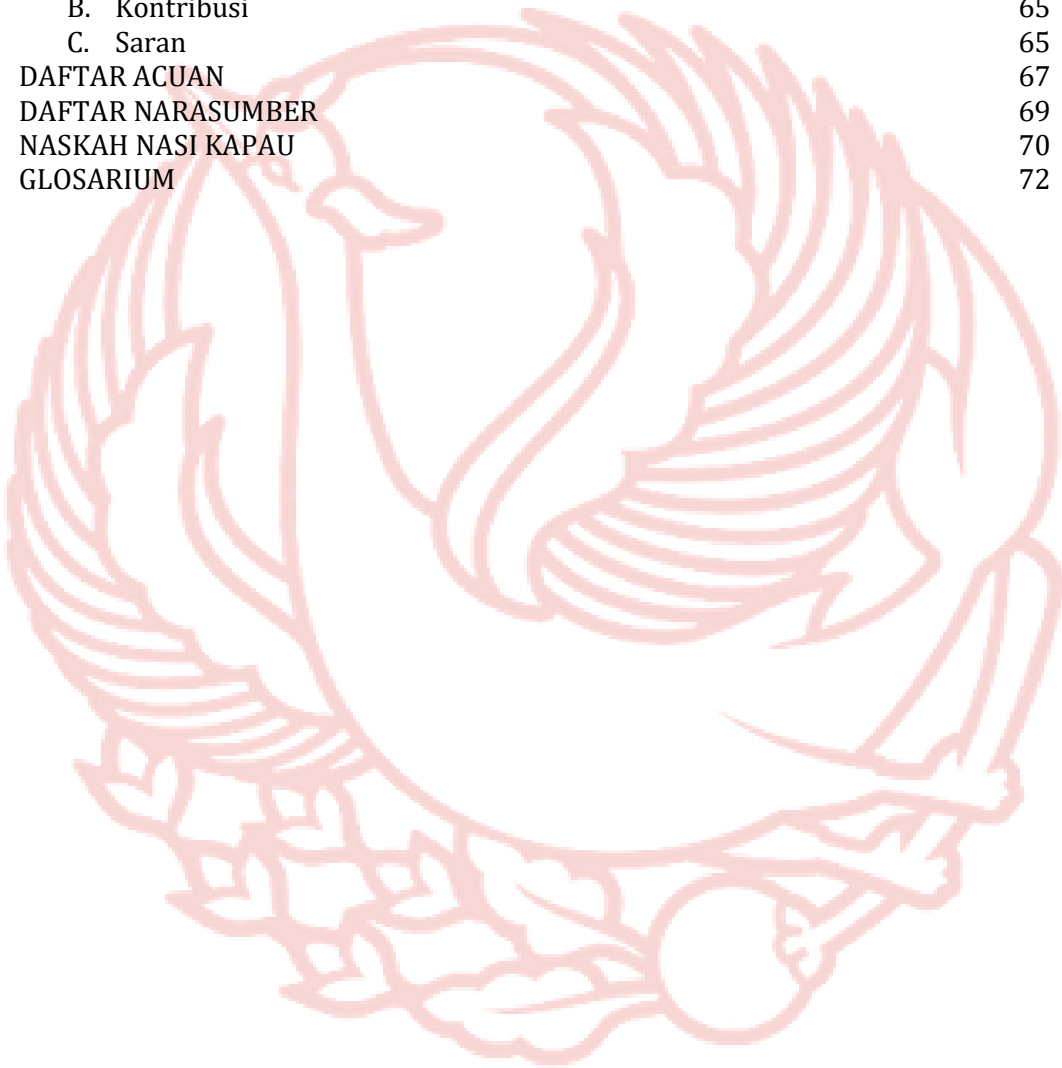 B. Kontribusi 65
C. Saran 65
DAFTAR ACUAN 67
DAFTAR NARASUMBER 69
NASKAH NASI KAPAU 70
GLOSARIUM 72